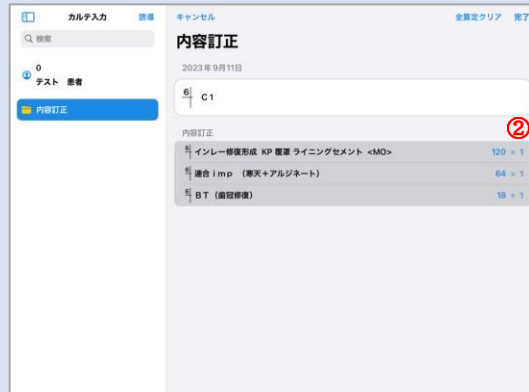 カルテ入力 誘導
検索
0
テスト 患者
内容訂正
キャンセル 全算定クリア 完了
内容訂正
2023年9月11日
6 C1
内容訂正
②
6 インレー修復形成 KP 覆罩 ライニングセメント <MO> 120 × 1
6 連合imp (寒天+アルジネート) 64 × 1
6 BT (歯冠修復) 18 × 1